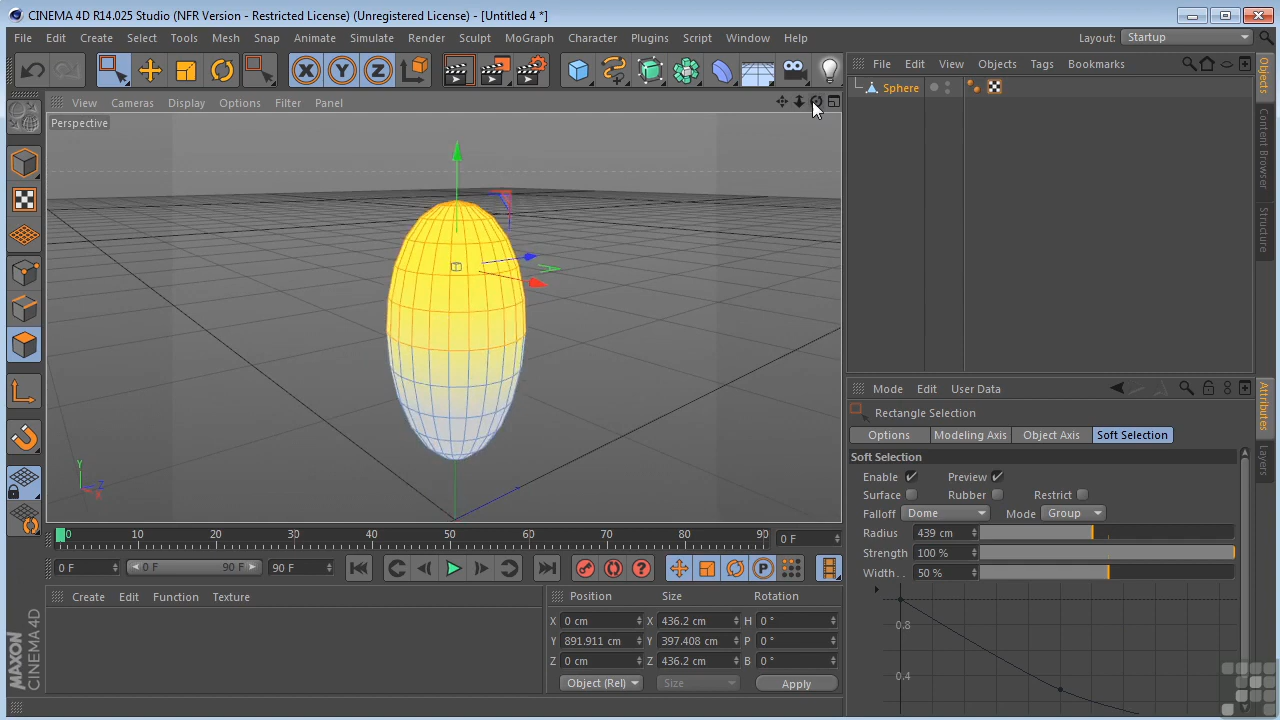 CINEMA 4D R14.025 Studio (NFR Version - Restricted License) (Unregistered License) - [Untitled 4 *]
File Edit Create Select Tools Mesh Snap Animate Simulate Render Sculpt MoGraph Character Plugins Script Window Help Layout: Startup
X Y Z
File Edit View Objects Tags Bookmarks
Objects
Content Browser
Structure
Sphere
View Cameras Display Options Filter Panel
Perspective
Y Z X
Mode Edit User Data
Attributes
Layers
Rectangle Selection
Options Modeling Axis Object Axis Soft Selection
Soft Selection
Enable Preview
Surface Rubber Restrict
Falloff Dome Mode Group
Radius 439 cm
Strength 100 %
Width . . 50 %
0.8
0.4
0 10 20 30 40 50 60 70 80 90 0 F
0 F 0 F 90 F 90 F
P
Create Edit Function Texture
Position Size Rotation
X 0 cm X 436.2 cm H 0 °
Y 891.911 cm Y 397.408 cm P 0 °
Z 0 cm Z 436.2 cm B 0 °
Object (Rel) Size Apply
MAXON
CINEMA 4D